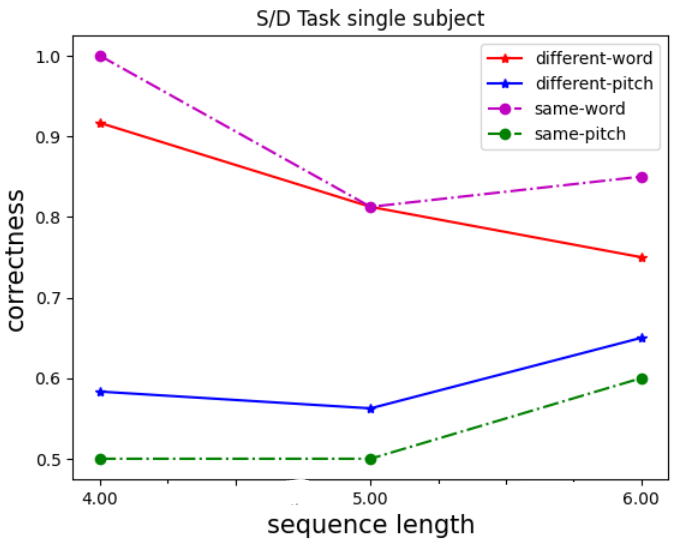 S/D Task single subject
1.0
0.9
0.8
0.7
0.6
0.5
correctness
different-word
different-pitch
same-word
same-pitch
4.00 5.00 6.00
sequence length